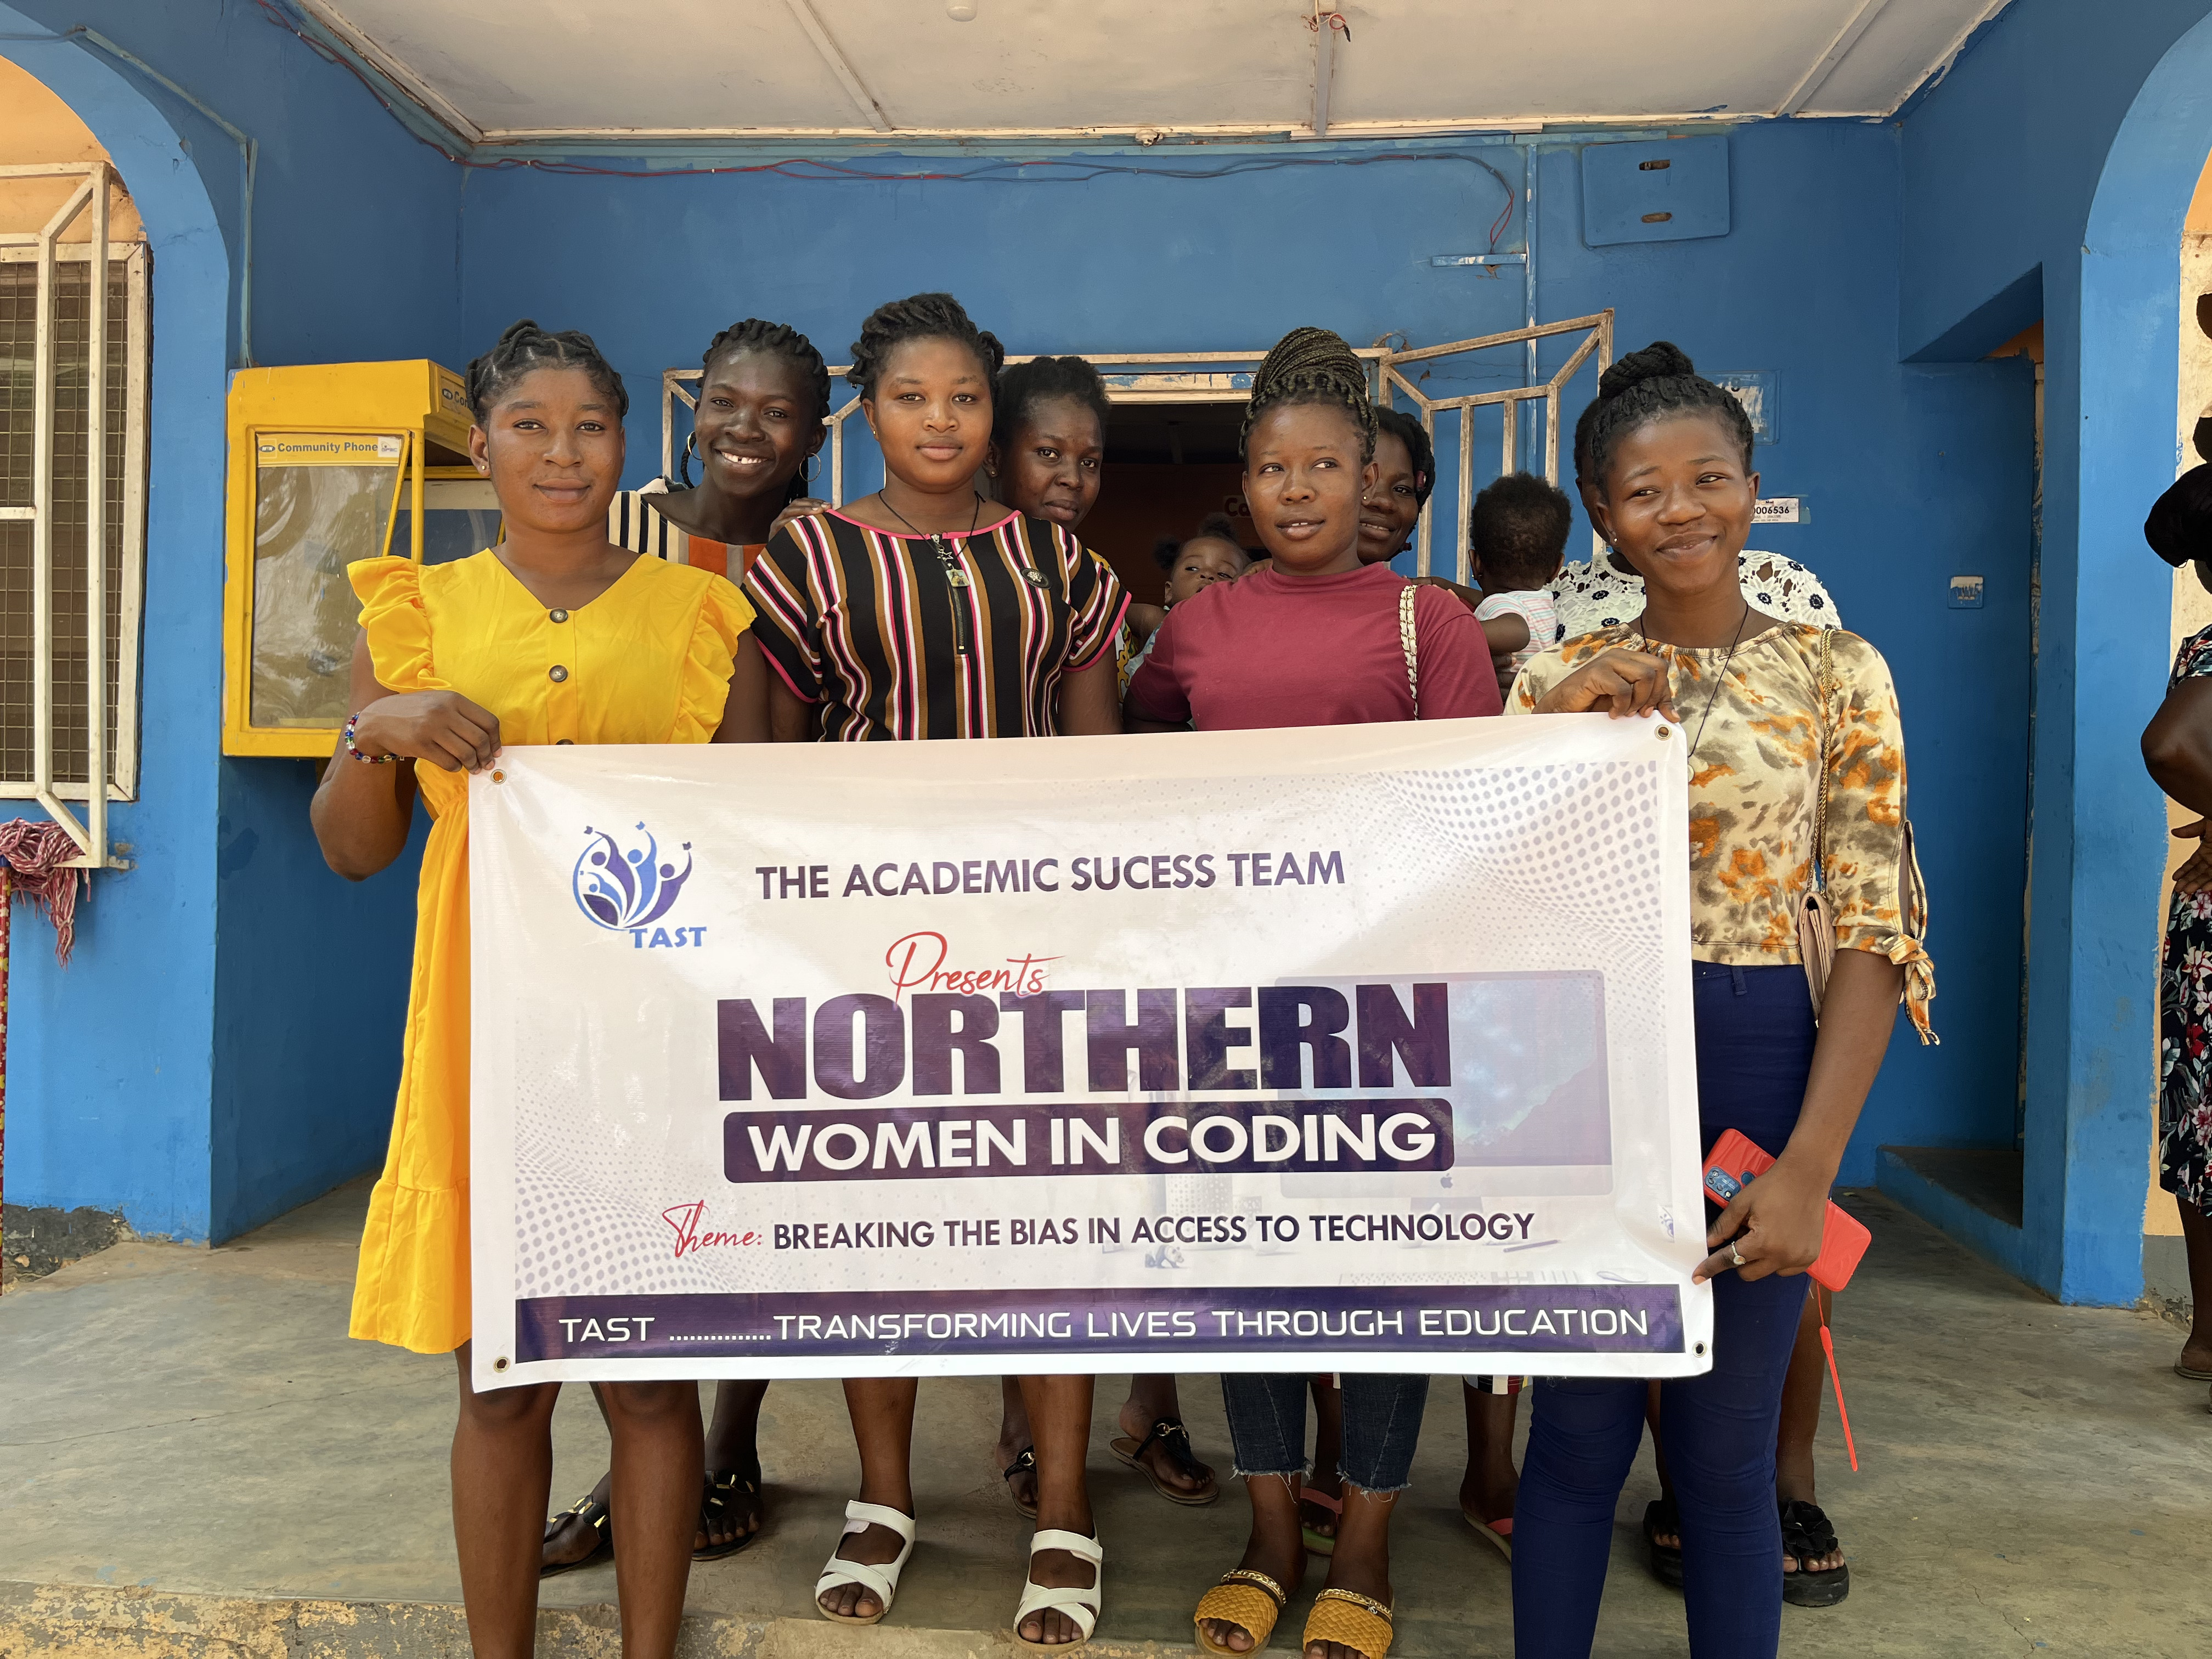 Community Phone
0006536
THE ACADEMIC SUCESS TEAM
TAST
Presents
NORTHERN
WOMEN IN CODING
Theme: BREAKING THE BIAS IN ACCESS TO TECHNOLOGY
TAST ...............TRANSFORMING LIVES THROUGH EDUCATION